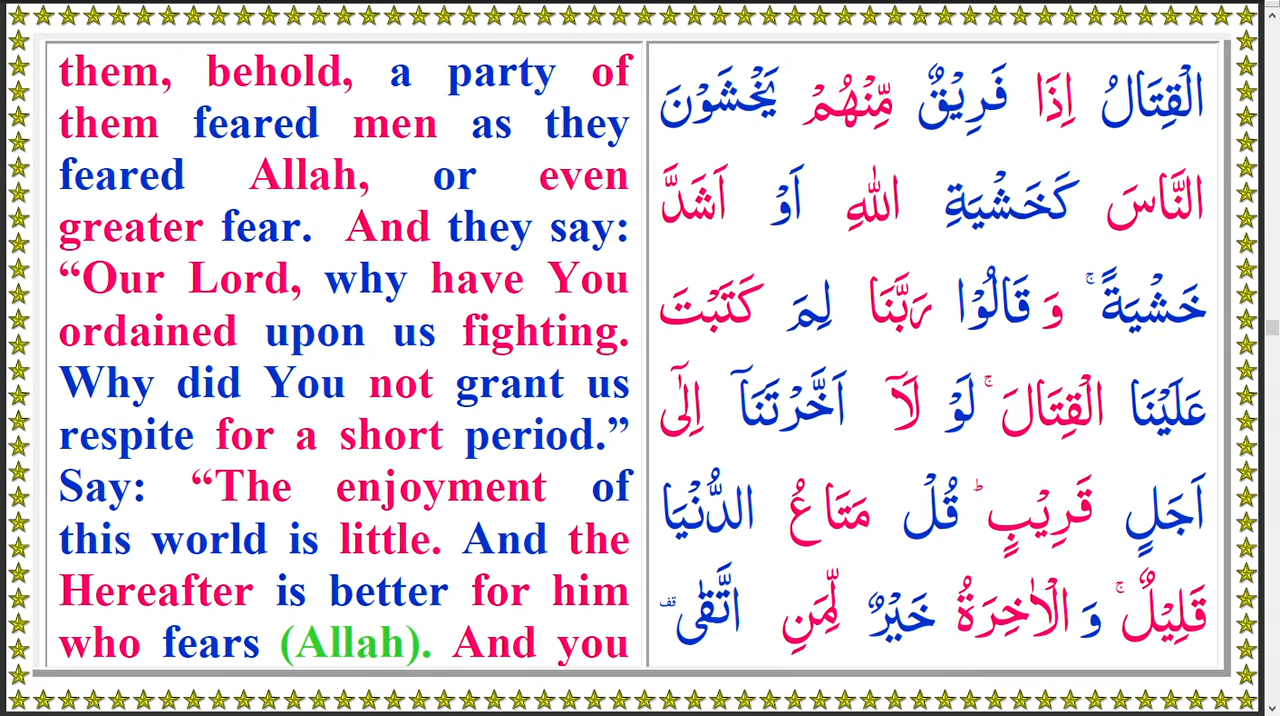 them, behold, a party of
them feared men as they
feared Allah, or even
greater fear. And they say:
“Our Lord, why have You
ordained upon us fighting.
Why did You not grant us
respite for a short period.”
Say: “The enjoyment of
this world is little. And the
Hereafter is better for him
who fears (Allah). And you
الْقِتَالُ اِذَا فَرِيْقٌ مِّنْهُمْ يَخْشَوْنَ
النَّاسَ كَخَشْيَةِ اللّٰهِ اَوْ اَشَدَّ
خَشْيَةً ۚ وَ قَالُوْا رَبَّنَا لِمَ كَتَبْتَ
عَلَيْنَا الْقِتَالَ ۚ لَوْ لَآ اَخَّرْتَنَاۤ اِلٰٓى
اَجَلٍ قَرِيْبٍ ؕ قُلْ مَتَاعُ الدُّنْيَا
قَلِيْلٌ ۚ وَ الْاٰخِرَةُ خَيْرٌ لِّمَنِ اتَّقٰى قف